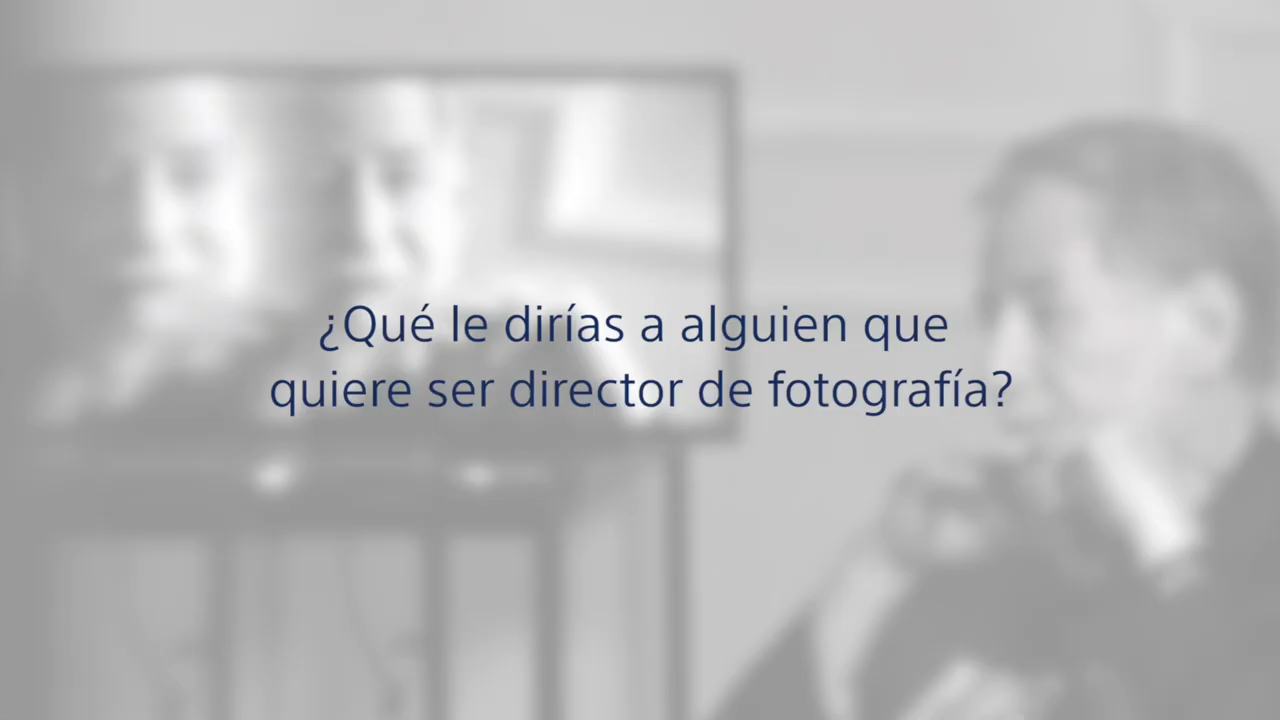 ¿Qué le dirías a alguien que
quiere ser director de fotografía?